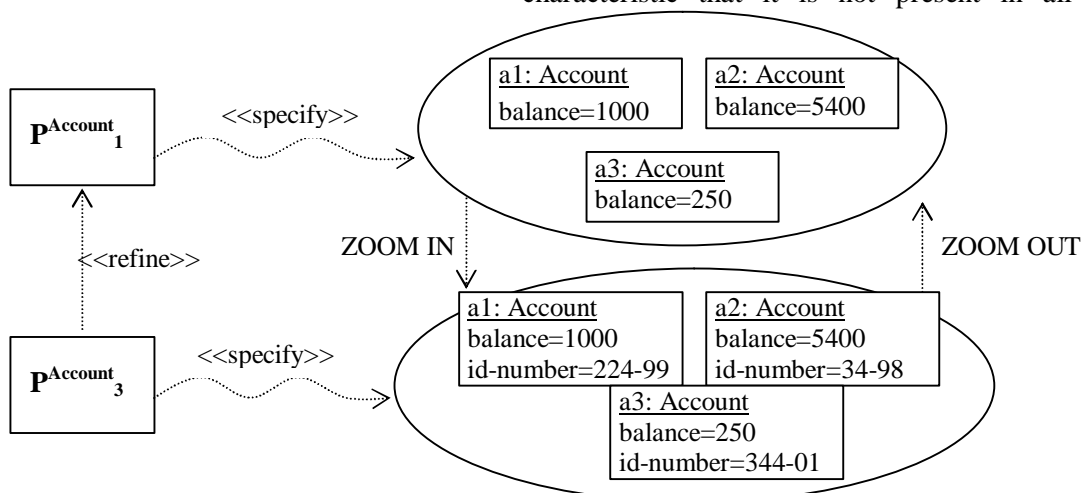 characteristic that it is not present in all
a1: Account
balance=1000
a2: Account
balance=5400
<<specify>>
P^Account_1
a3: Account
balance=250
ZOOM IN
ZOOM OUT
<<refine>>
a1: Account
balance=1000
id-number=224-99
a2: Account
balance=5400
id-number=34-98
<<specify>>
P^Account_3
a3: Account
balance=250
id-number=344-01